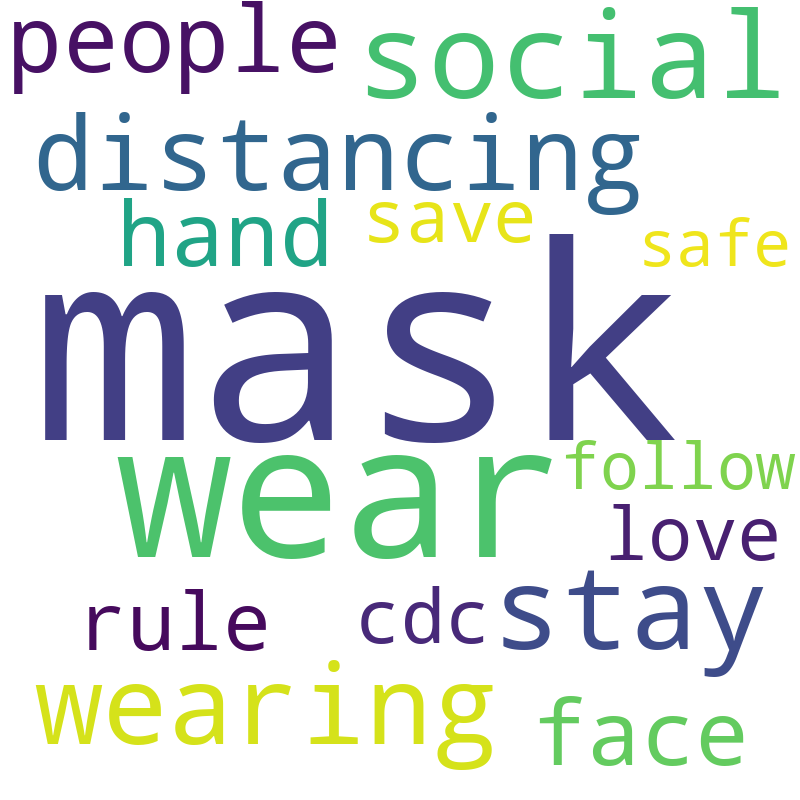 people social
distancing
hand save safe
mask
wear follow
love
rule cdc stay
wearing face